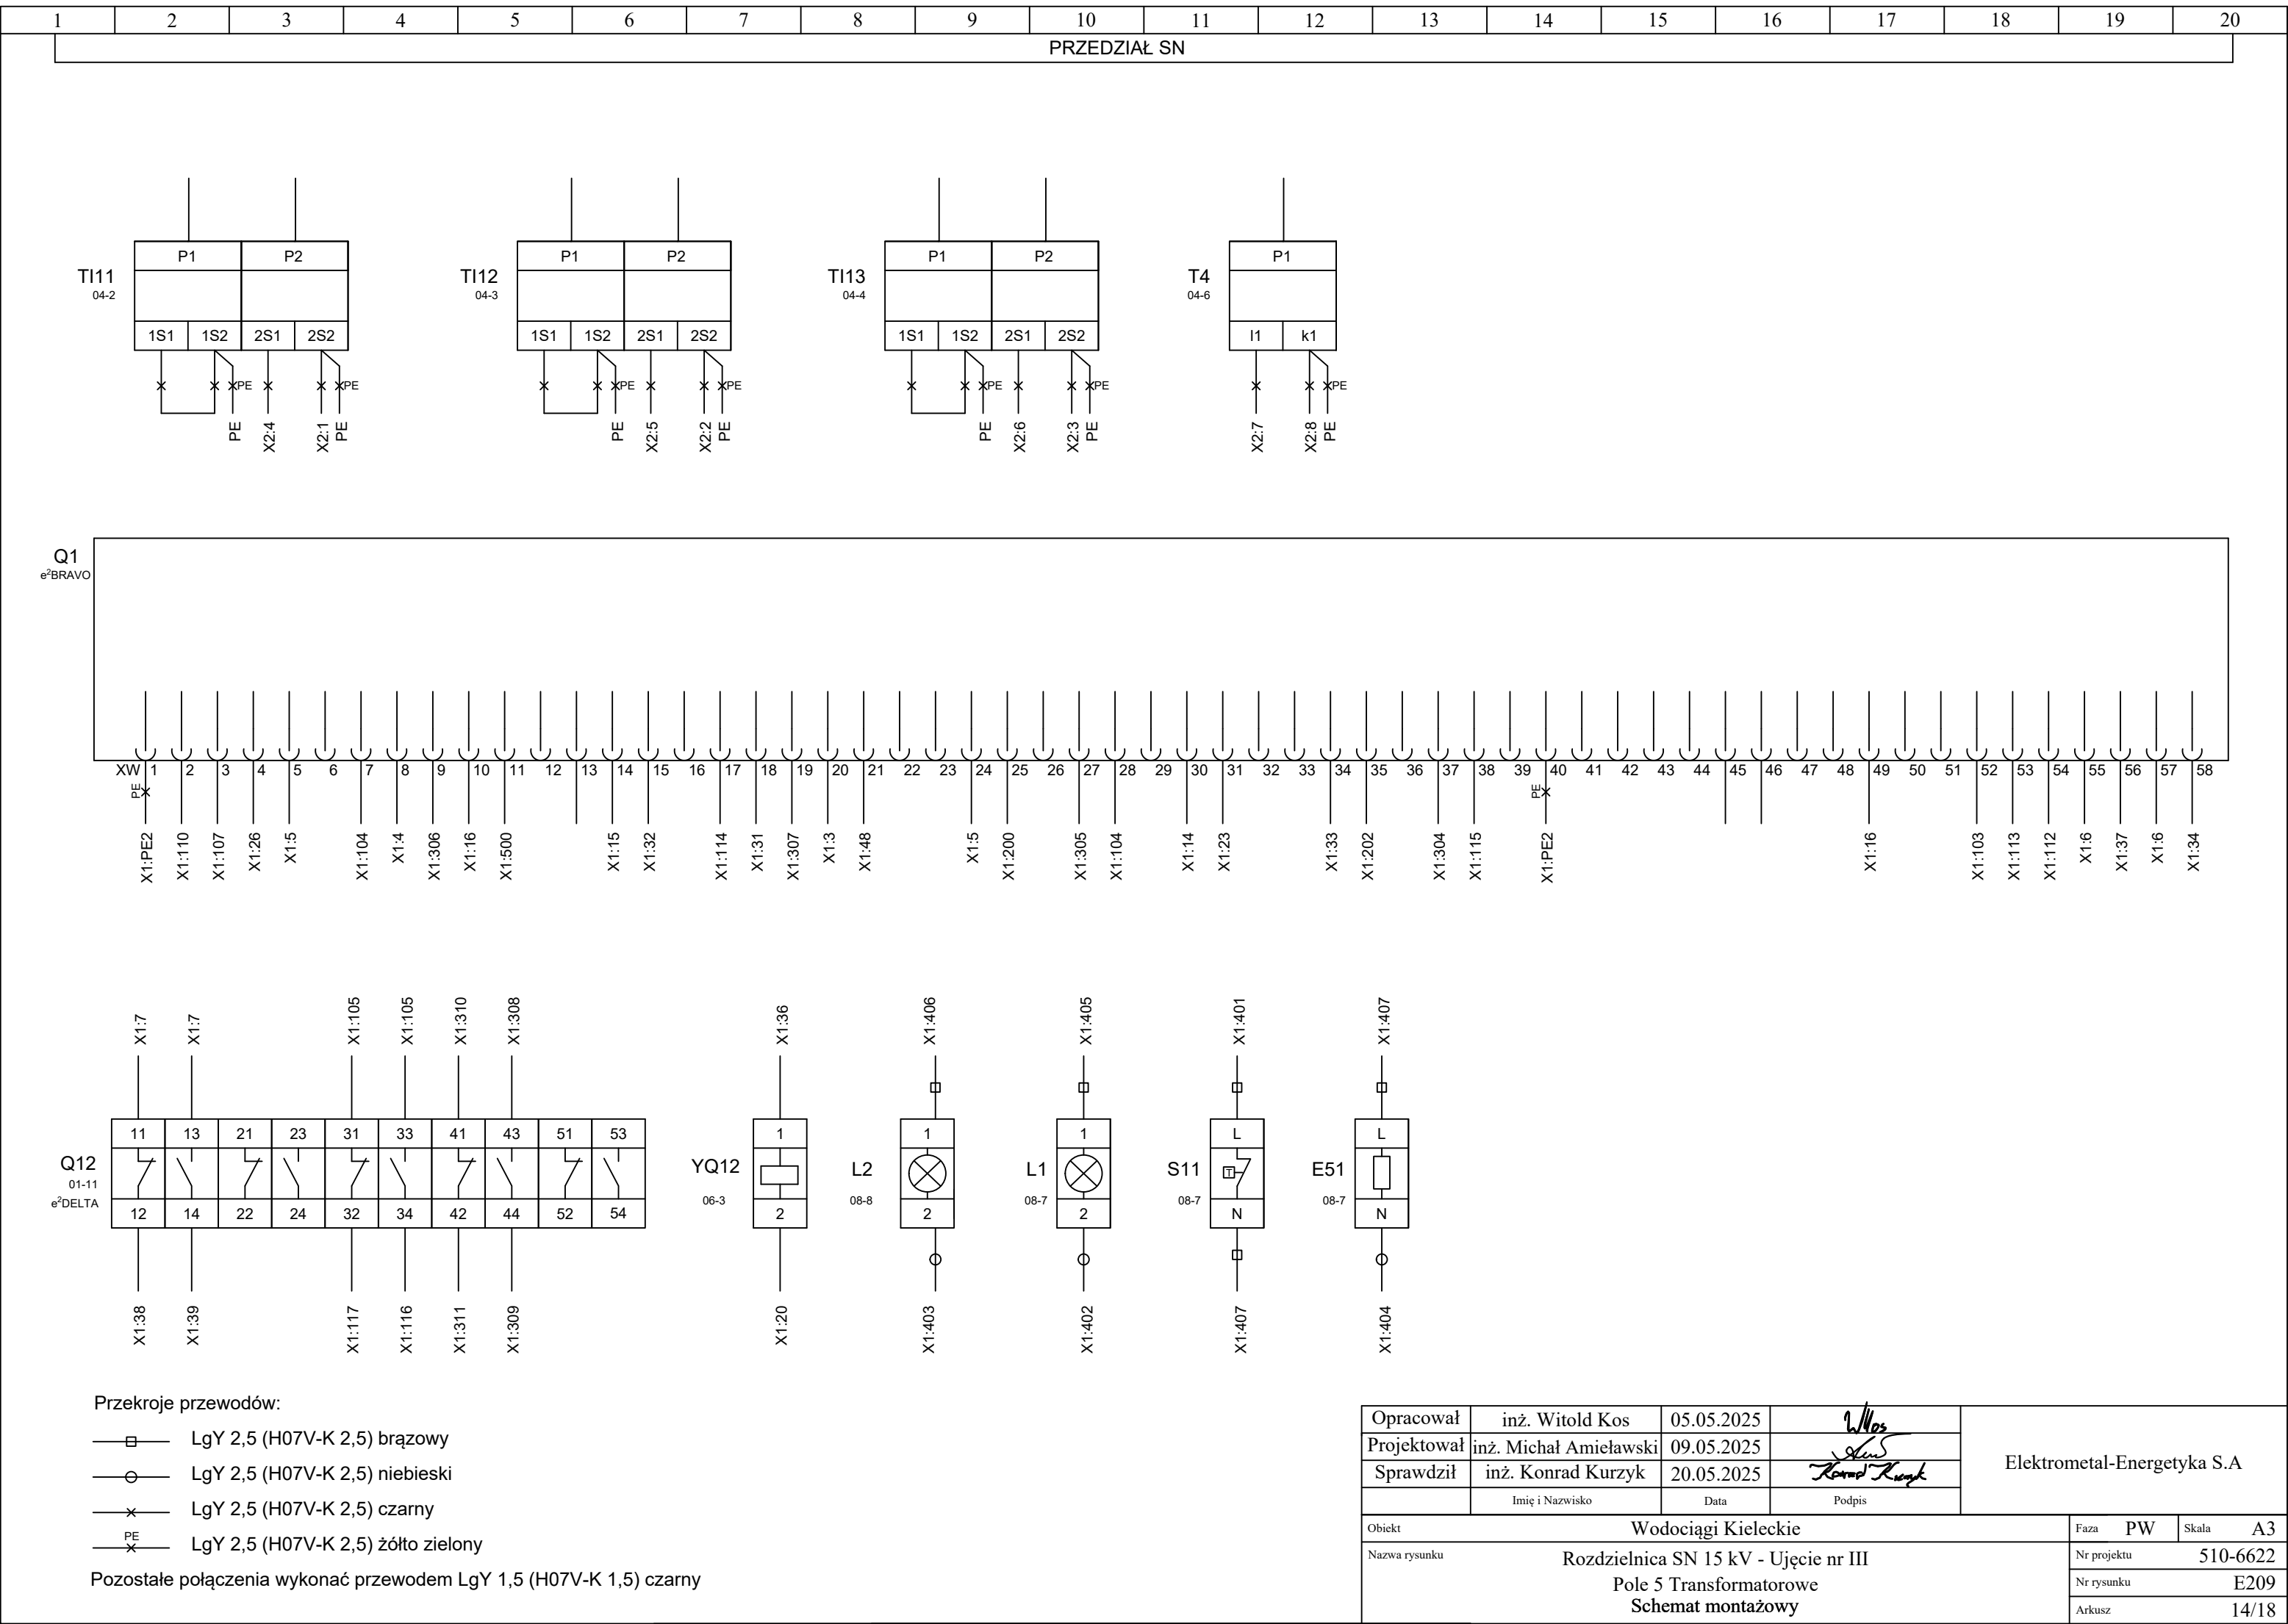 1 2 3 4 5 6 7 8 9 10 11 12 13 14 15 16 17 18 19 20
PRZEDZIAŁ SN
P1 P2 P1 P2 P1 P2 P1
TI11 TI12 TI13 T4
04-2 04-3 04-4 04-6
1S1 1S2 2S1 2S2 1S1 1S2 2S1 2S2 1S1 1S2 2S1 2S2 l1 k1
PE PE PE PE PE PE PE
PE X2:4 X2:1 PE PE X2:5 X2:2 PE PE X2:6 X2:3 PE X2:7 X2:8 PE
Q1
e²BRAVO
XW 1 2 3 4 5 6 7 8 9 10 11 12 13 14 15 16 17 18 19 20 21 22 23 24 25 26 27 28 29 30 31 32 33 34 35 36 37 38 39 40 41 42 43 44 45 46 47 48 49 50 51 52 53 54 55 56 57 58
PE PE
X1:PE2 X1:110 X1:107 X1:26 X1:5 X1:104 X1:4 X1:306 X1:16 X1:500 X1:15 X1:32 X1:114 X1:31 X1:307 X1:3 X1:48 X1:5 X1:200 X1:305 X1:104 X1:14 X1:23 X1:33 X1:202 X1:304 X1:115 X1:PE2 X1:16 X1:103 X1:113 X1:112 X1:6 X1:37 X1:6 X1:34
X1:7 X1:7 X1:105 X1:105 X1:310 X1:308 X1:36 X1:406 X1:405 X1:401 X1:407
11 13 21 23 31 33 41 43 51 53 1 1 1 L L
Q12 YQ12 L2 L1 S11 T E51
01-11 06-3 08-8 08-7 08-7 08-7
e²DELTA
12 14 22 24 32 34 42 44 52 54 2 2 2 N N
X1:38 X1:39 X1:117 X1:116 X1:311 X1:309 X1:20 X1:403 X1:402 X1:407 X1:404
Przekroje przewodów:
LgY 2,5 (H07V-K 2,5) brązowy
LgY 2,5 (H07V-K 2,5) niebieski
LgY 2,5 (H07V-K 2,5) czarny
PE LgY 2,5 (H07V-K 2,5) żółto zielony
Pozostałe połączenia wykonać przewodem LgY 1,5 (H07V-K 1,5) czarny
Opracował inż. Witold Kos 05.05.2025 WKos
Projektował inż. Michał Amieławski 09.05.2025
Sprawdził inż. Konrad Kurzyk 20.05.2025 Konrad Kurzyk
Imię i Nazwisko Data Podpis
Elektrometal-Energetyka S.A
Obiekt Wodociągi Kieleckie Faza PW Skala A3
Nazwa rysunku Rozdzielnica SN 15 kV - Ujęcie nr III Nr projektu 510-6622
Pole 5 Transformatorowe Nr rysunku E209
Schemat montażowy Arkusz 14/18